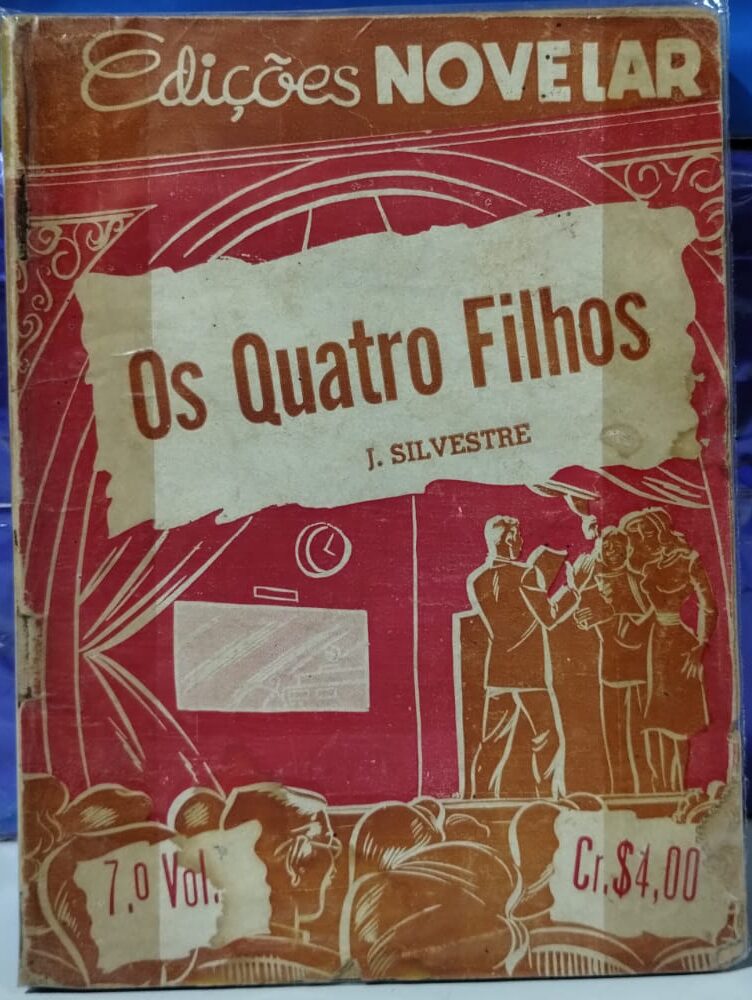 Edições NOVELAR
Os Quatro Filhos
J. SILVESTRE
7.º Vol.
Cr.$4,00